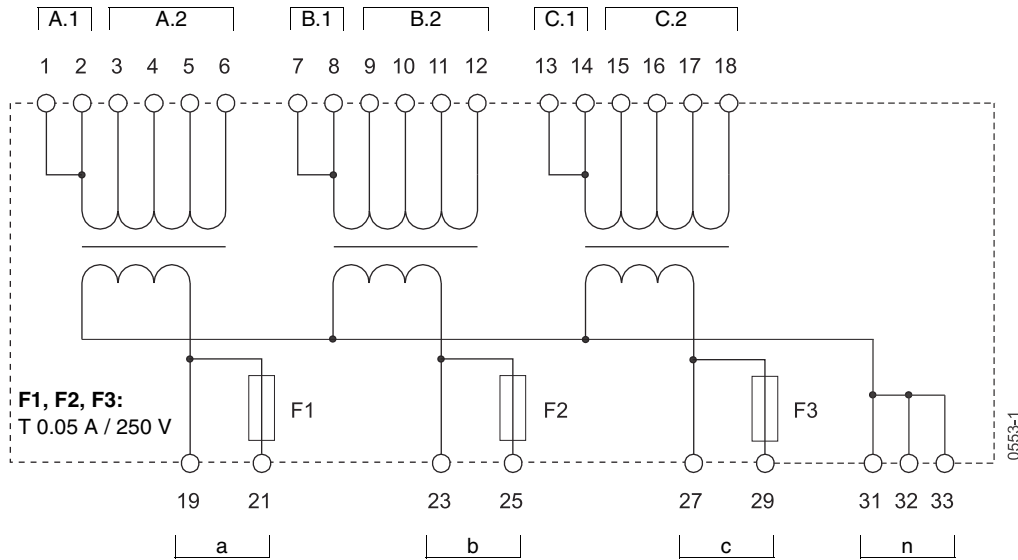 A.1 A.2 B.1 B.2 C.1 C.2
1 2 3 4 5 6 7 8 9 10 11 12 13 14 15 16 17 18
F1, F2, F3:
T 0.05 A / 250 V
F1 F2 F3
0553-1
19 21 23 25 27 29 31 32 33
a b c n